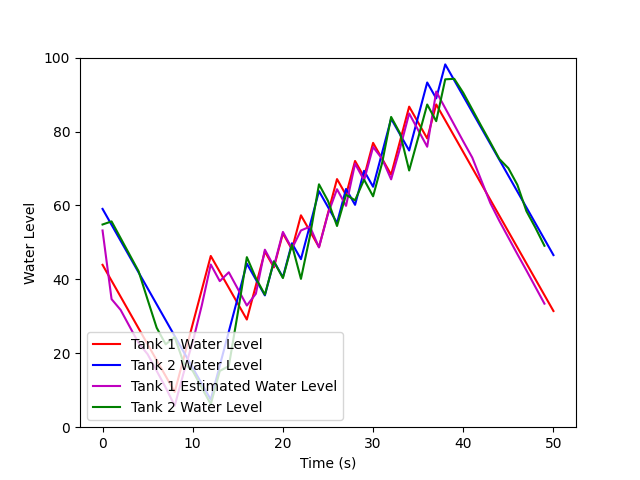 100
80
60
40
20
0
Water Level
Tank 1 Water Level
Tank 2 Water Level
Tank 1 Estimated Water Level
Tank 2 Water Level
0 10 20 30 40 50
Time (s)